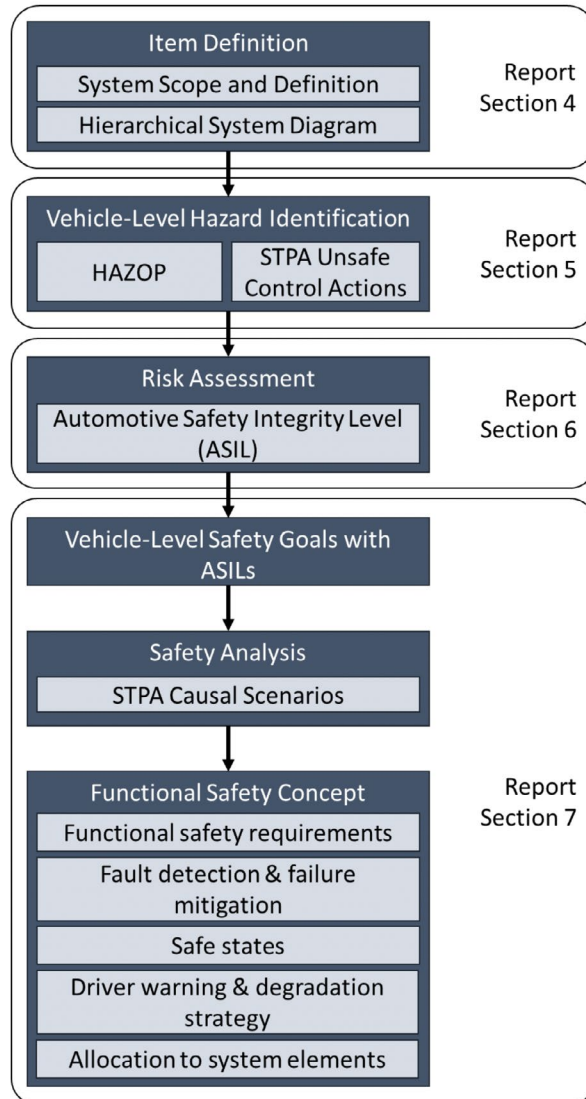 Item Definition
System Scope and Definition
Hierarchical System Diagram
Report
Section 4
Vehicle-Level Hazard Identification
HAZOP
STPA Unsafe
Control Actions
Report
Section 5
Risk Assessment
Automotive Safety Integrity Level
(ASIL)
Report
Section 6
Vehicle-Level Safety Goals with
ASILs
Safety Analysis
STPA Causal Scenarios
Functional Safety Concept
Functional safety requirements
Fault detection & failure
mitigation
Safe states
Driver warning & degradation
strategy
Allocation to system elements
Report
Section 7